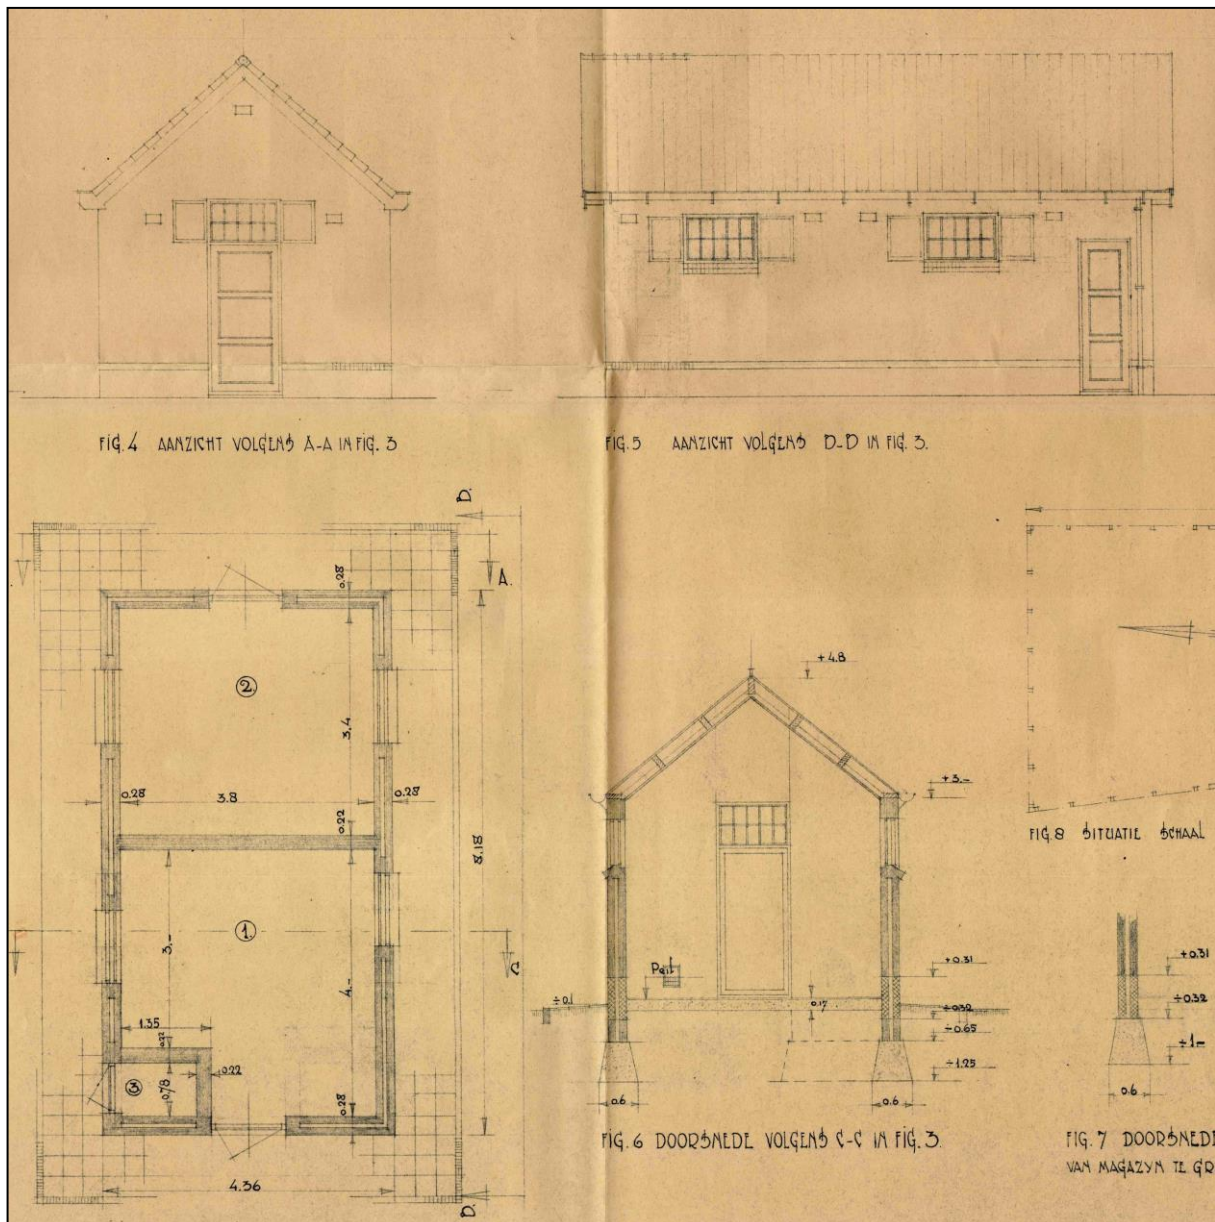 FIG. 4 AANZICHT VOLGENS A-A IN FIG. 3
FIG. 5 AANZICHT VOLGENS D-D IN FIG. 3.
D.
A.
0.28
2.
3.4
0.28
3.8
0.28
0.22
8.18
1.
3.-
4.-
C
1.35
0.22
0.22
3
0.78
0.28
4.36
D.
+4.8
+3.-
Peil
÷0.1
0.17
+0.31
÷0.32
÷0.65
÷1.25
0.6
0.6
FIG. 6 DOORSNEDE VOLGENS C-C IN FIG. 3.
FIG. 8 SITUATIE SCHAAL
+0.31
÷0.32
÷1-
0.6
FIG. 7 DOORSNEDE
VAN MAGAZYN TE GR